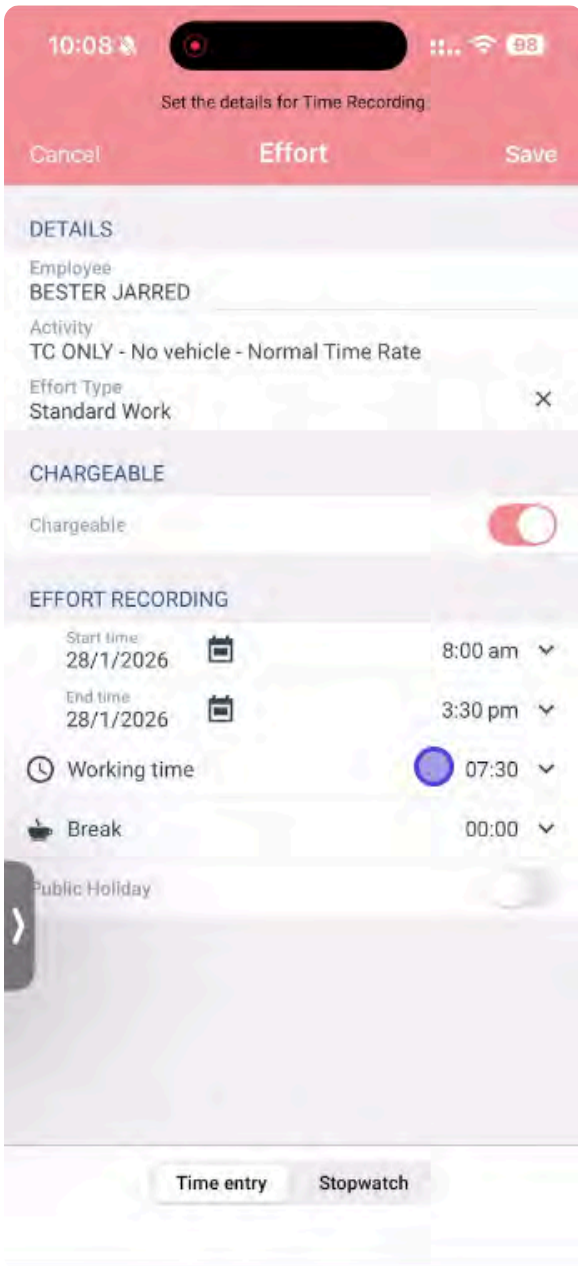 10:08
98
Set the details for Time Recording
Cancel Effort Save
DETAILS
Employee
BESTER JARRED
Activity
TC ONLY - No vehicle - Normal Time Rate
Effort Type
Standard Work
CHARGEABLE
Chargeable
EFFORT RECORDING
Start time
28/1/2026 8:00 am
End time
28/1/2026 3:30 pm
Working time 07:30
Break 00:00
Public Holiday
Time entry Stopwatch